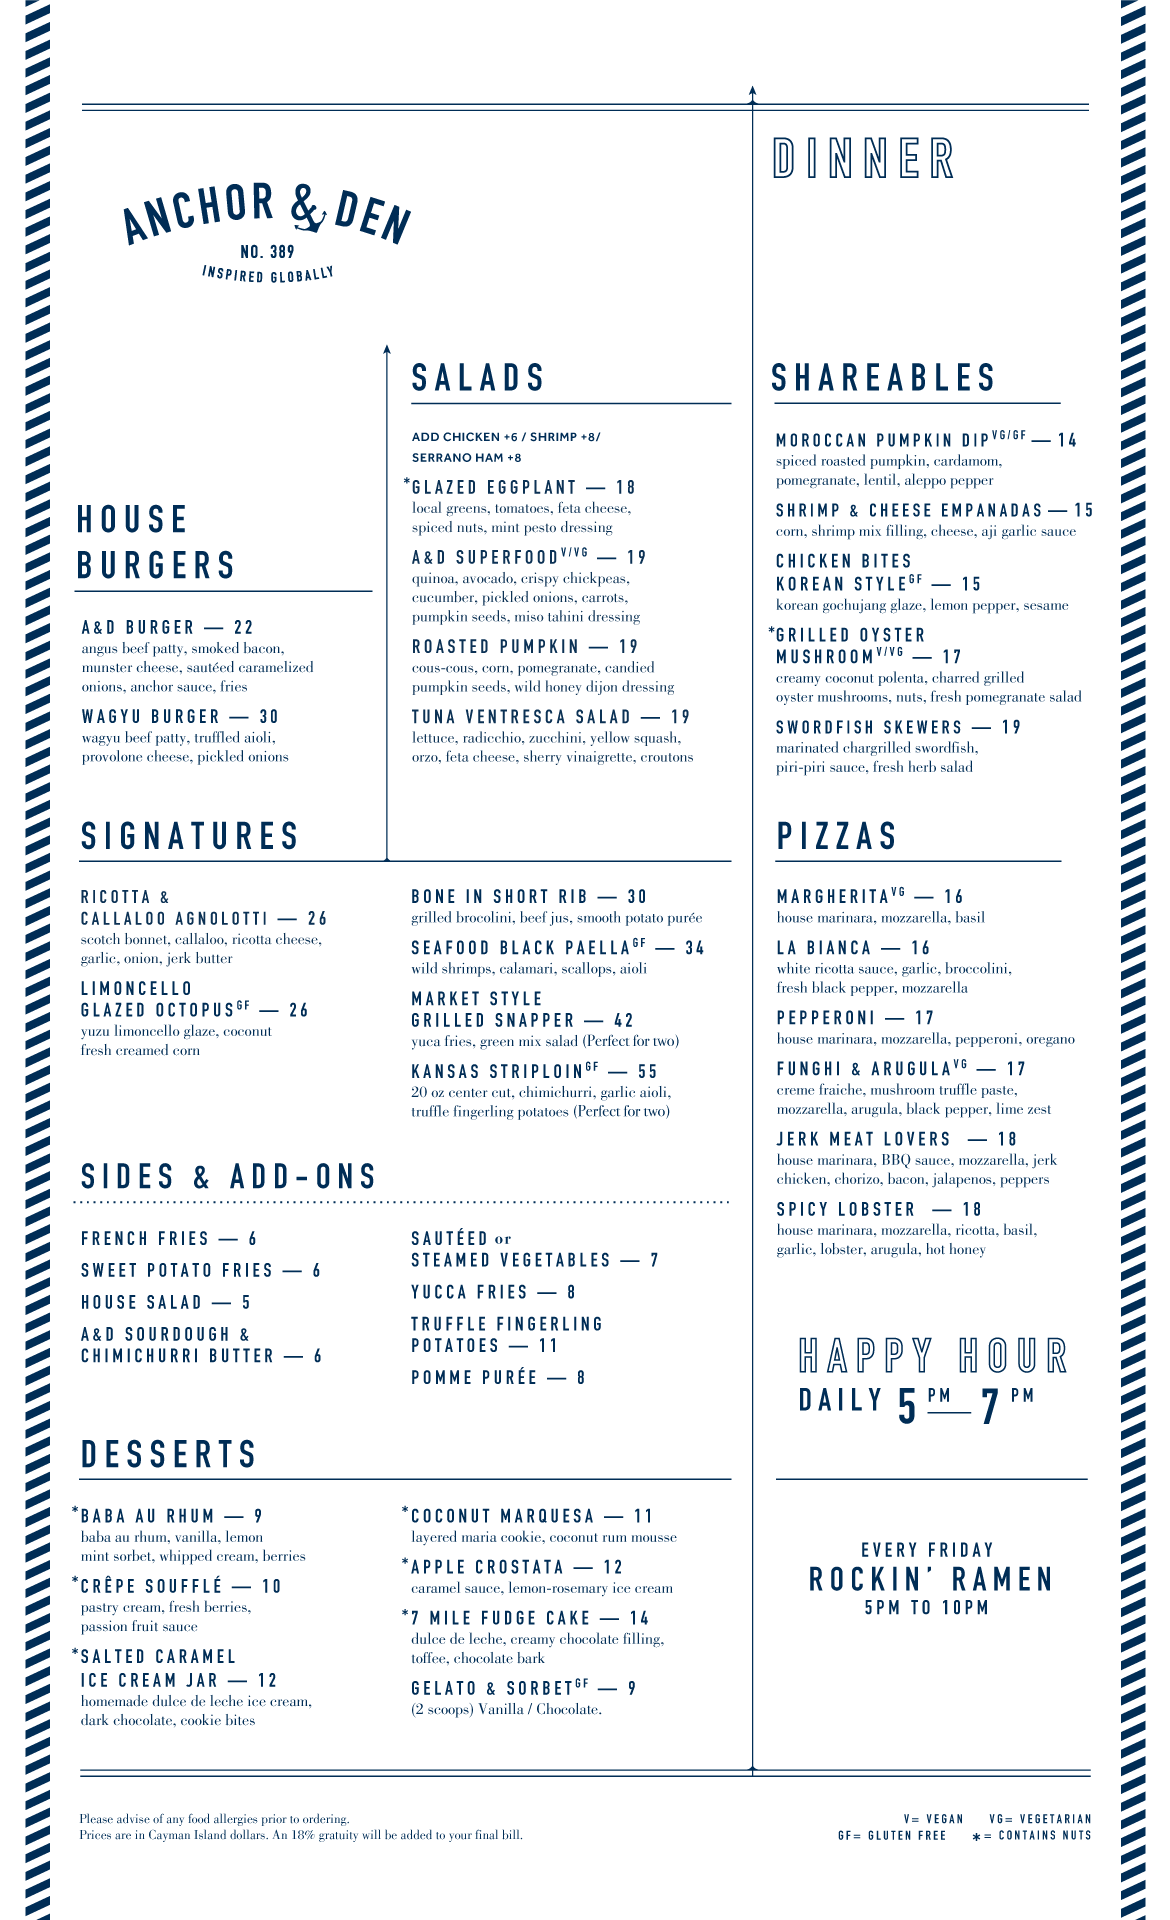 DINNER
ANCHOR & DEN
NO. 389
INSPIRED GLOBALLY
HOUSE
BURGERS
A&D BURGER — 22
angus beef patty, smoked bacon,
munster cheese, sautéed caramelized
onions, anchor sauce, fries
WAGYU BURGER — 30
wagyu beef patty, truffled aioli,
provolone cheese, pickled onions
SALADS
ADD CHICKEN +6 / SHRIMP +8/
SERRANO HAM +8
*GLAZED EGGPLANT — 18
local greens, tomatoes, feta cheese,
spiced nuts, mint pesto dressing
A&D SUPERFOOD V/VG — 19
quinoa, avocado, crispy chickpeas,
cucumber, pickled onions, carrots,
pumpkin seeds, miso tahini dressing
ROASTED PUMPKIN — 19
cous-cous, corn, pomegranate, candied
pumpkin seeds, wild honey dijon dressing
TUNA VENTRESCA SALAD — 19
lettuce, radicchio, zucchini, yellow squash,
orzo, feta cheese, sherry vinaigrette, croutons
SHAREABLES
MOROCCAN PUMPKIN DIP VG/GF — 14
spiced roasted pumpkin, cardamom,
pomegranate, lentil, aleppo pepper
SHRIMP & CHEESE EMPANADAS — 15
corn, shrimp mix filling, cheese, aji garlic sauce
CHICKEN BITES
KOREAN STYLE GF — 15
korean gochujang glaze, lemon pepper, sesame
*GRILLED OYSTER
MUSHROOM V/VG — 17
creamy coconut polenta, charred grilled
oyster mushrooms, nuts, fresh pomegranate salad
SWORDFISH SKEWERS — 19
marinated chargrilled swordfish,
piri-piri sauce, fresh herb salad
SIGNATURES
RICOTTA &
CALLALOO AGNOLOTTI — 26
scotch bonnet, callaloo, ricotta cheese,
garlic, onion, jerk butter
LIMONCELLO
GLAZED OCTOPUS GF — 26
yuzu limoncello glaze, coconut
fresh creamed corn
BONE IN SHORT RIB — 30
grilled brocolini, beef jus, smooth potato purée
SEAFOOD BLACK PAELLA GF — 34
wild shrimps, calamari, scallops, aioli
MARKET STYLE
GRILLED SNAPPER — 42
yuca fries, green mix salad (Perfect for two)
KANSAS STRIPLOIN GF — 55
20 oz center cut, chimichurri, garlic aioli,
truffle fingerling potatoes (Perfect for two)
PIZZAS
MARGHERITA VG — 16
house marinara, mozzarella, basil
LA BIANCA — 16
white ricotta sauce, garlic, broccolini,
fresh black pepper, mozzarella
PEPPERONI — 17
house marinara, mozzarella, pepperoni, oregano
FUNGHI & ARUGULA VG — 17
creme fraiche, mushroom truffle paste,
mozzarella, arugula, black pepper, lime zest
JERK MEAT LOVERS — 18
house marinara, BBQ sauce, mozzarella, jerk
chicken, chorizo, bacon, jalapenos, peppers
SPICY LOBSTER — 18
house marinara, mozzarella, ricotta, basil,
garlic, lobster, arugula, hot honey
SIDES & ADD-ONS
FRENCH FRIES — 6
SWEET POTATO FRIES — 6
HOUSE SALAD — 5
A&D SOURDOUGH &
CHIMICHURRI BUTTER — 6
SAUTÉED or
STEAMED VEGETABLES — 7
YUCCA FRIES — 8
TRUFFLE FINGERLING
POTATOES — 11
POMME PURÉE — 8
HAPPY HOUR
DAILY 5 PM — 7 PM
DESSERTS
*BABA AU RHUM — 9
baba au rhum, vanilla, lemon
mint sorbet, whipped cream, berries
*CRÊPE SOUFFLÉ — 10
pastry cream, fresh berries,
passion fruit sauce
*SALTED CARAMEL
ICE CREAM JAR — 12
homemade dulce de leche ice cream,
dark chocolate, cookie bites
*COCONUT MARQUESA — 11
layered maria cookie, coconut rum mousse
*APPLE CROSTATA — 12
caramel sauce, lemon-rosemary ice cream
*7 MILE FUDGE CAKE — 14
dulce de leche, creamy chocolate filling,
toffee, chocolate bark
GELATO & SORBET GF — 9
(2 scoops) Vanilla / Chocolate.
EVERY FRIDAY
ROCKIN' RAMEN
5PM TO 10PM
Please advise of any food allergies prior to ordering.
Prices are in Cayman Island dollars. An 18% gratuity will be added to your final bill.
V= VEGAN VG= VEGETARIAN
GF= GLUTEN FREE *= CONTAINS NUTS